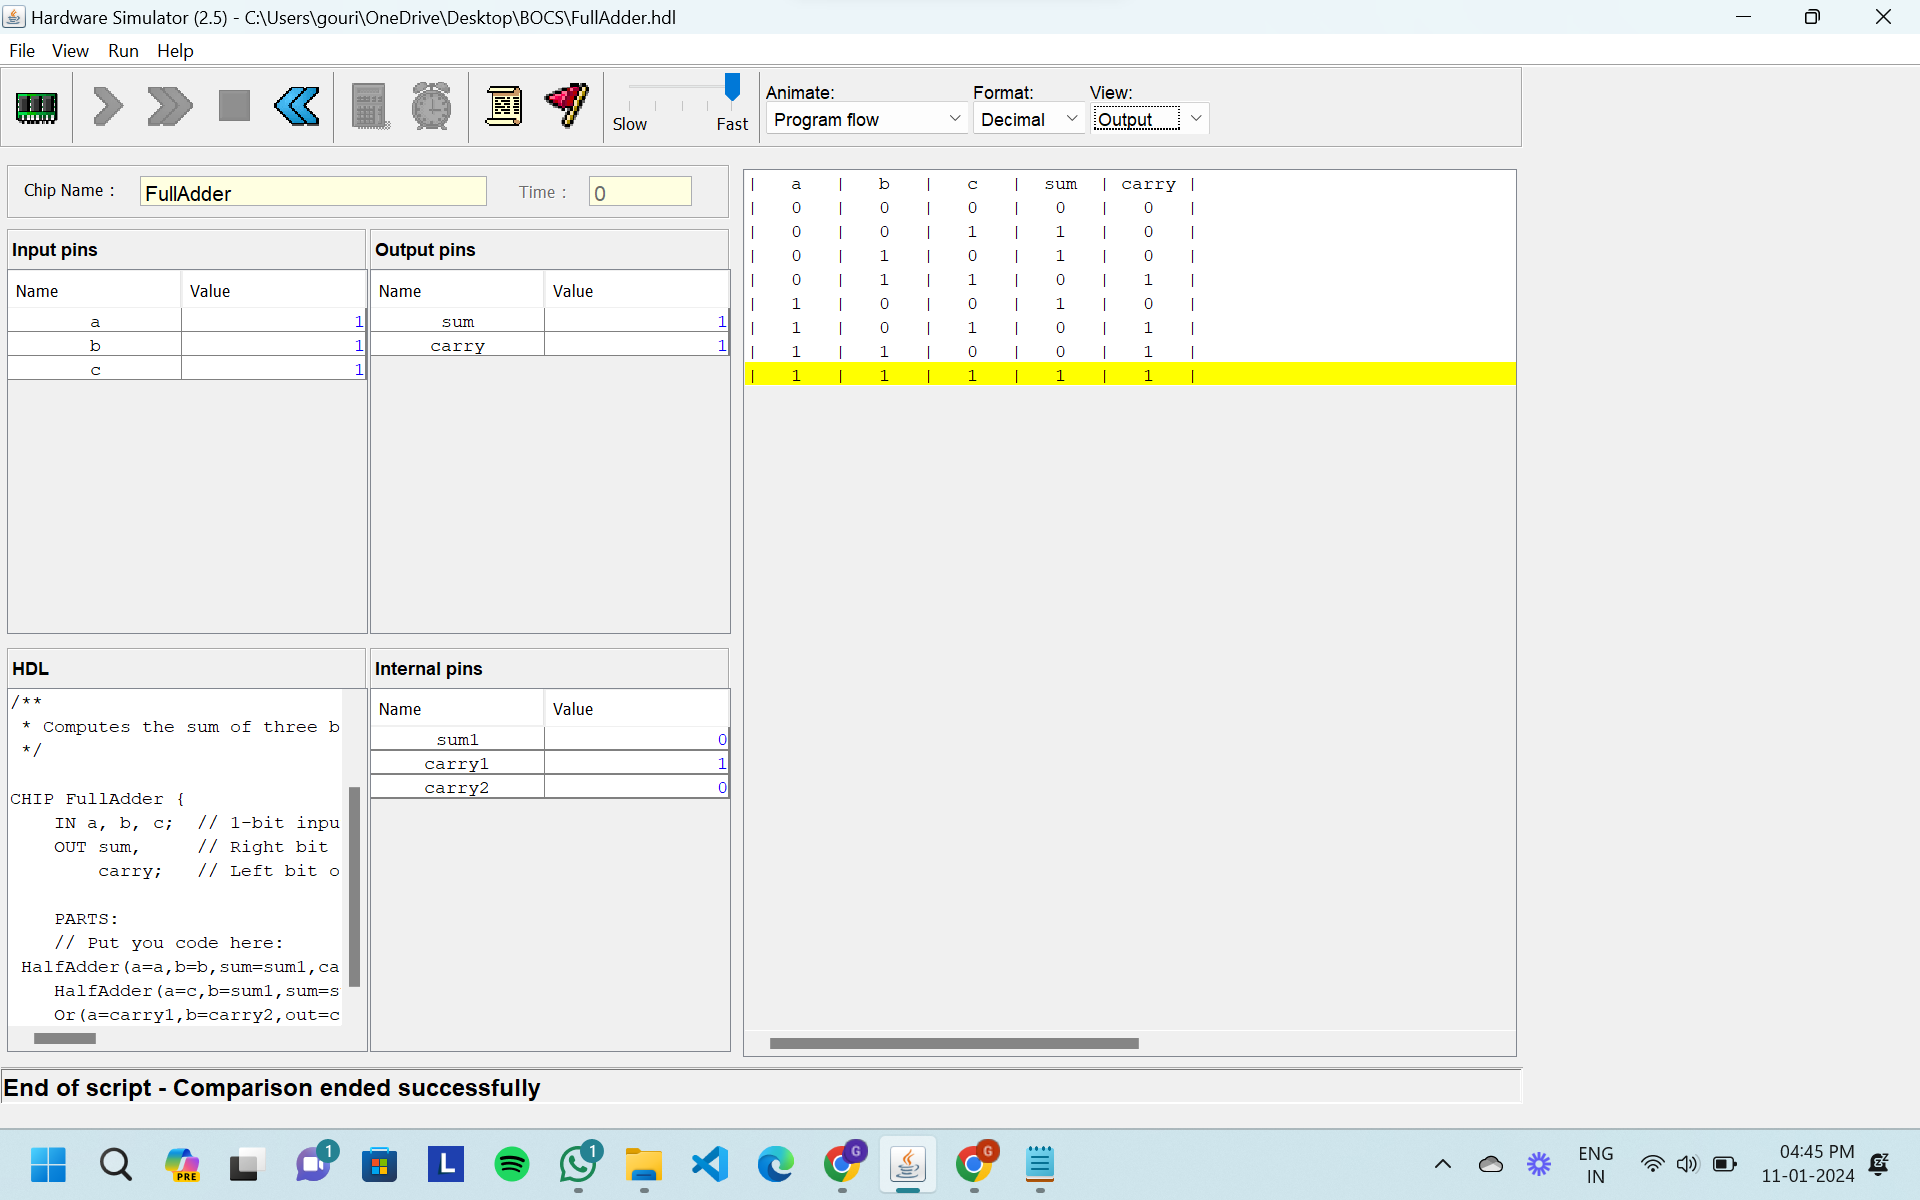 Hardware Simulator (2.5) - C:\Users\gouri\OneDrive\Desktop\BOCS\FullAdder.hdl
File View Run Help
Slow Fast
Animate: Format: View:
Program flow Decimal Output
Chip Name : FullAdder Time : 0
Input pins
Name Value
a 1
b 1
c 1
Output pins
Name Value
sum 1
carry 1
| a | b | c | sum | carry |
| 0 | 0 | 0 | 0 | 0 |
| 0 | 0 | 1 | 1 | 0 |
| 0 | 1 | 0 | 1 | 0 |
| 0 | 1 | 1 | 0 | 1 |
| 1 | 0 | 0 | 1 | 0 |
| 1 | 0 | 1 | 0 | 1 |
| 1 | 1 | 0 | 0 | 1 |
| 1 | 1 | 1 | 1 | 1 |
HDL
/**
* Computes the sum of three b
*/
CHIP FullAdder {
IN a, b, c; // 1-bit inpu
OUT sum, // Right bit
carry; // Left bit o
PARTS:
// Put you code here:
HalfAdder(a=a,b=b,sum=sum1,ca
HalfAdder(a=c,b=sum1,sum=s
Or(a=carry1,b=carry2,out=c
Internal pins
Name Value
sum1 0
carry1 1
carry2 0
End of script - Comparison ended successfully
PRE
1
L
1
G
G
ENG
IN
04:45 PM
11-01-2024